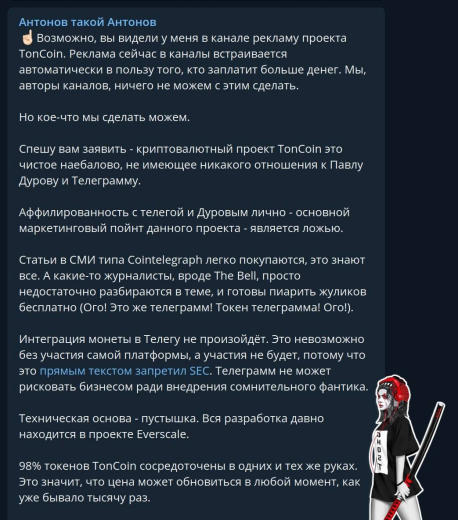 Антонов такой Антонов
☝🏻Возможно, вы видели у меня в канале рекламу проекта
TonCoin. Реклама сейчас в каналы встраивается
автоматически в пользу того, кто заплатит больше денег. Мы,
авторы каналов, ничего не можем с этим сделать.
Но кое-что мы сделать можем.
Спешу вам заявить - криптовалютный проект TonCoin это
чистое наебалово, не имеющее никакого отношения к Павлу
Дурову и Телеграмму.
Аффилированность с телегой и Дуровым лично - основной
маркетинговый пойнт данного проекта - является ложью.
Статьи в СМИ типа Cointelegraph легко покупаются, это знают
все. А какие-то журналисты, вроде The Bell, просто
недостаточно разбираются в теме, и готовы пиарить жуликов
бесплатно (Ого! Это же телеграмм! Токен телеграмма! Ого!).
Интеграция монеты в Телегу не произойдёт. Это невозможно
без участия самой платформы, а участия не будет, потому что
это прямым текстом запретил SEC. Телеграмм не может
рисковать бизнесом ради внедрения сомнительного фантика.
Техническая основа - пустышка. Вся разработка давно
находится в проекте Everscale.
98% токенов TonCoin сосредоточены в одних и тех же руках.
Это значит, что цена может обновиться в любой момент, как
уже бывало тысячу раз.